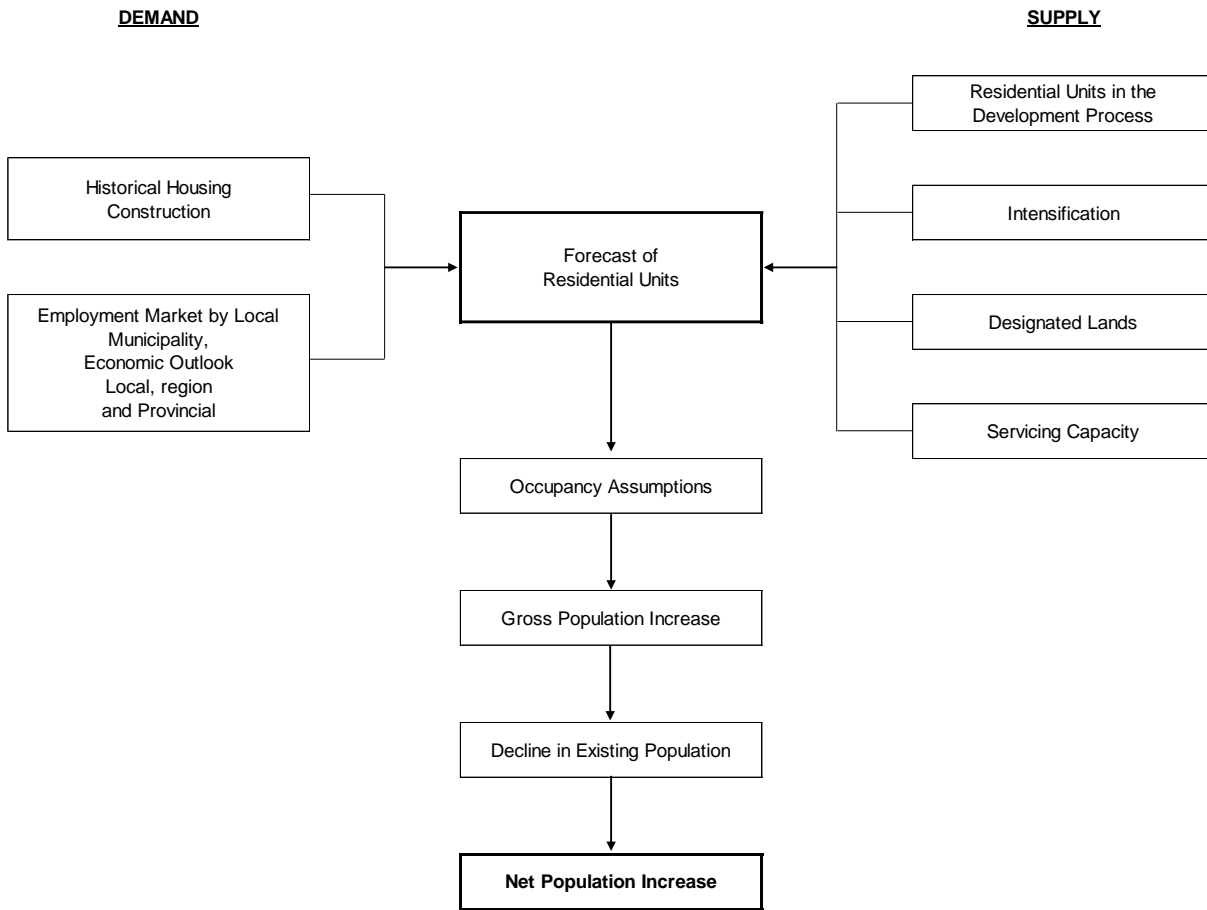 DEMAND
SUPPLY
Residential Units in the
Development Process
Historical Housing
Construction
Intensification
Forecast of
Residential Units
Employment Market by Local
Municipality,
Economic Outlook
Local, region
and Provincial
Designated Lands
Servicing Capacity
Occupancy Assumptions
Gross Population Increase
Decline in Existing Population
Net Population Increase